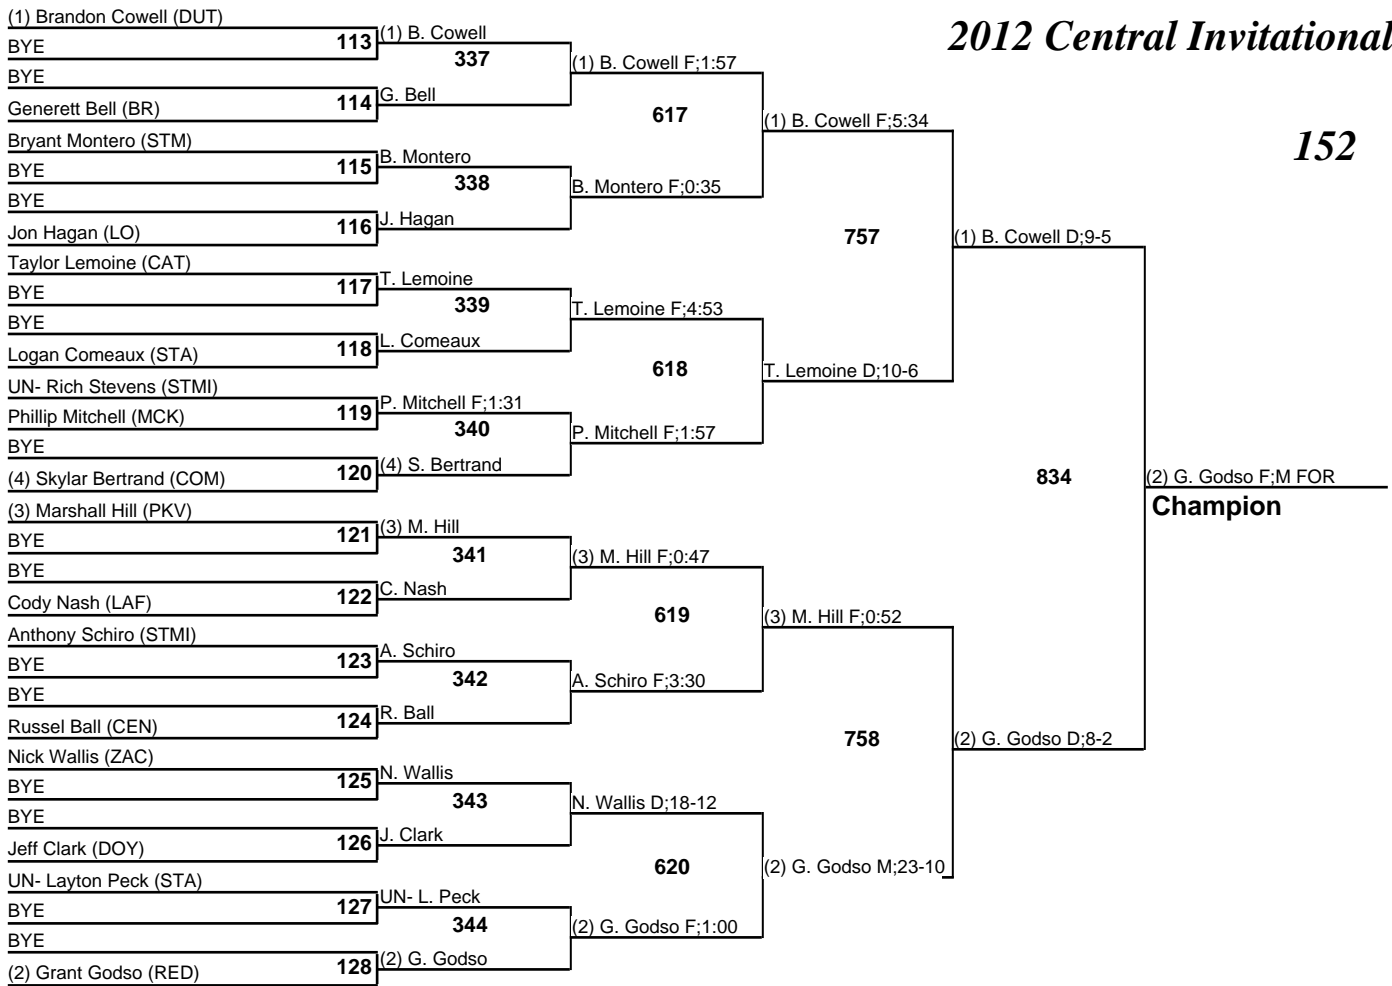 2012 Central Invitational
152
(1) Brandon Cowell (DUT)
BYE
113
BYE
Generett Bell (BR)
114
Bryant Montero (STM)
BYE
115
BYE
Jon Hagan (LO)
116
Taylor Lemoine (CAT)
BYE
117
BYE
Logan Comeaux (STA)
118
UN- Rich Stevens (STMI)
Phillip Mitchell (MCK)
119
BYE
(4) Skylar Bertrand (COM)
120
(3) Marshall Hill (PKV)
BYE
121
BYE
Cody Nash (LAF)
122
Anthony Schiro (STMI)
BYE
123
BYE
Russel Ball (CEN)
124
Nick Wallis (ZAC)
BYE
125
BYE
Jeff Clark (DOY)
126
UN- Layton Peck (STA)
BYE
127
BYE
(2) Grant Godso (RED)
128
(1) B. Cowell
337
G. Bell
B. Montero
338
J. Hagan
T. Lemoine
339
L. Comeaux
P. Mitchell F;1:31
340
(4) S. Bertrand
(3) M. Hill
341
C. Nash
A. Schiro
342
R. Ball
N. Wallis
343
J. Clark
UN- L. Peck
344
(2) G. Godso
(1) B. Cowell F;1:57
617
B. Montero F;0:35
T. Lemoine F;4:53
618
P. Mitchell F;1:57
(3) M. Hill F;0:47
619
A. Schiro F;3:30
N. Wallis D;18-12
620
(2) G. Godso F;1:00
(1) B. Cowell F;5:34
757
T. Lemoine D;10-6
(3) M. Hill F;0:52
758
(2) G. Godso M;23-10
(1) B. Cowell D;9-5
834
(2) G. Godso D;8-2
(2) G. Godso F;M FOR
Champion